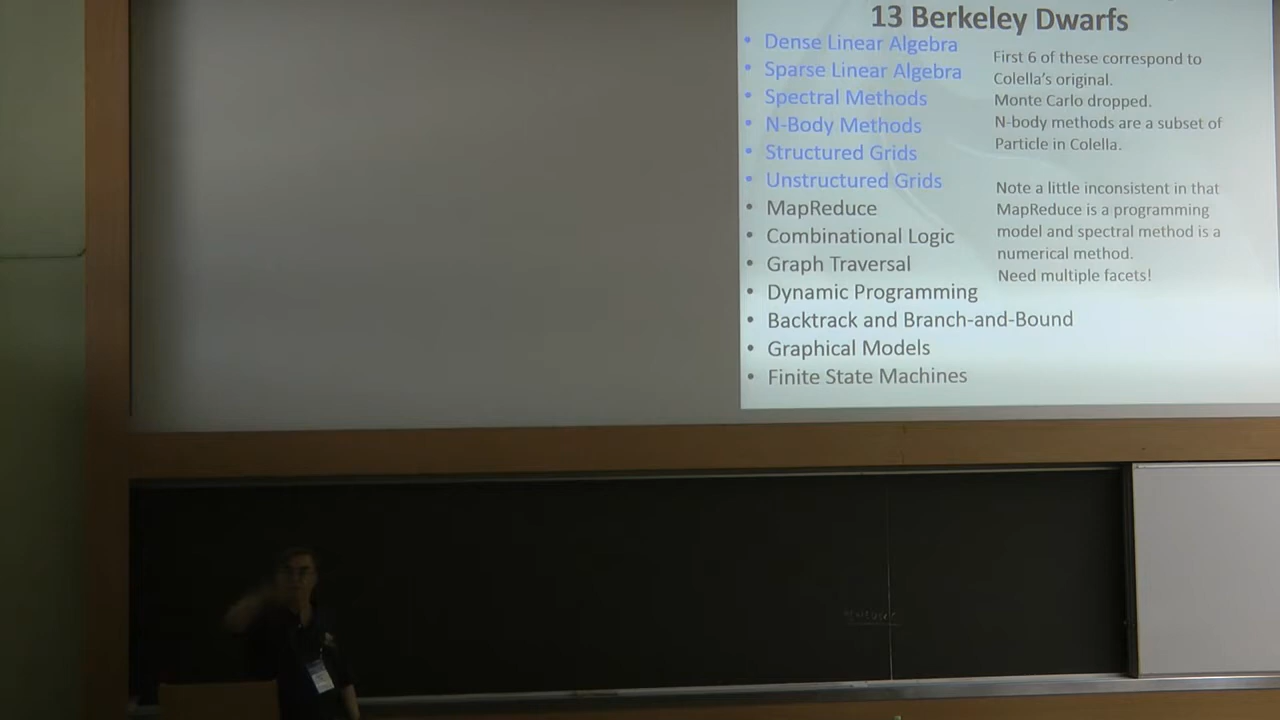 13 Berkeley Dwarfs
• Dense Linear Algebra
• Sparse Linear Algebra
• Spectral Methods
• N-Body Methods
• Structured Grids
• Unstructured Grids
• MapReduce
• Combinational Logic
• Graph Traversal
• Dynamic Programming
• Backtrack and Branch-and-Bound
• Graphical Models
• Finite State Machines
First 6 of these correspond to
Colella’s original.
Monte Carlo dropped.
N-body methods are a subset of
Particle in Colella.
Note a little inconsistent in that
MapReduce is a programming
model and spectral method is a
numerical method.
Need multiple facets!